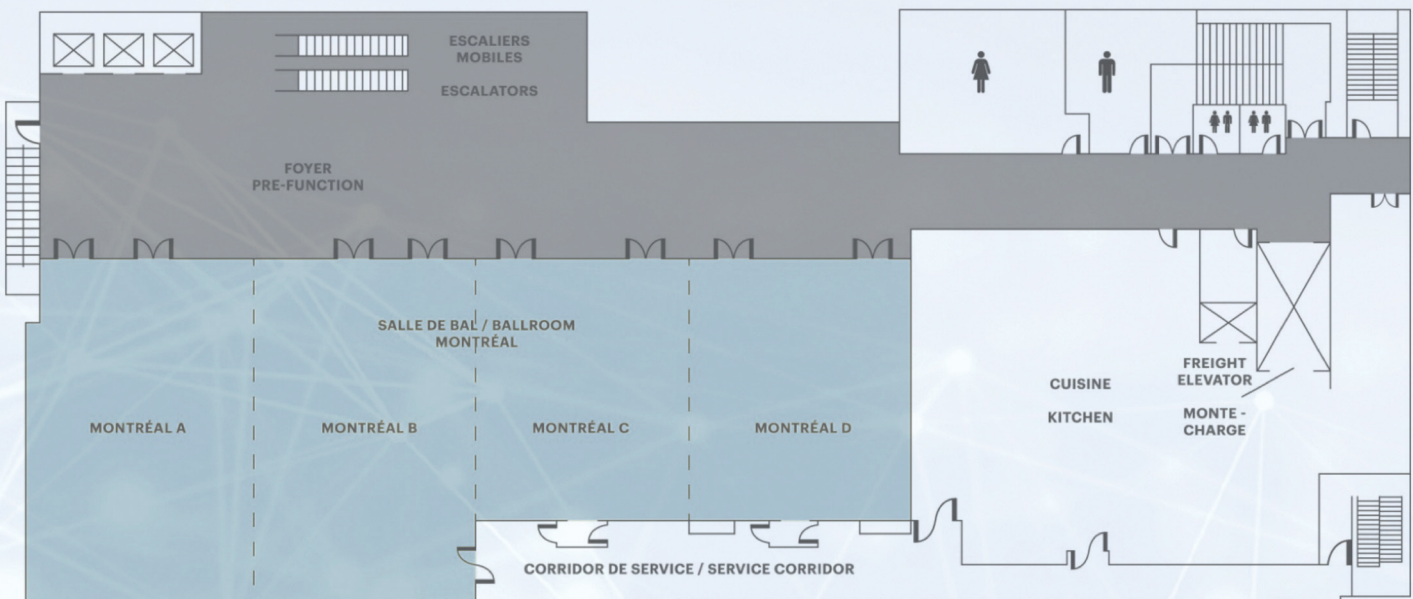 ESCALIERS
MOBILES
ESCALATORS
FOYER
PRE-FUNCTION
SALLE DE BAL / BALLROOM
MONTRÉAL
MONTRÉAL A
MONTRÉAL B
MONTRÉAL C
MONTRÉAL D
CUISINE
KITCHEN
FREIGHT
ELEVATOR
MONTE -
CHARGE
CORRIDOR DE SERVICE / SERVICE CORRIDOR